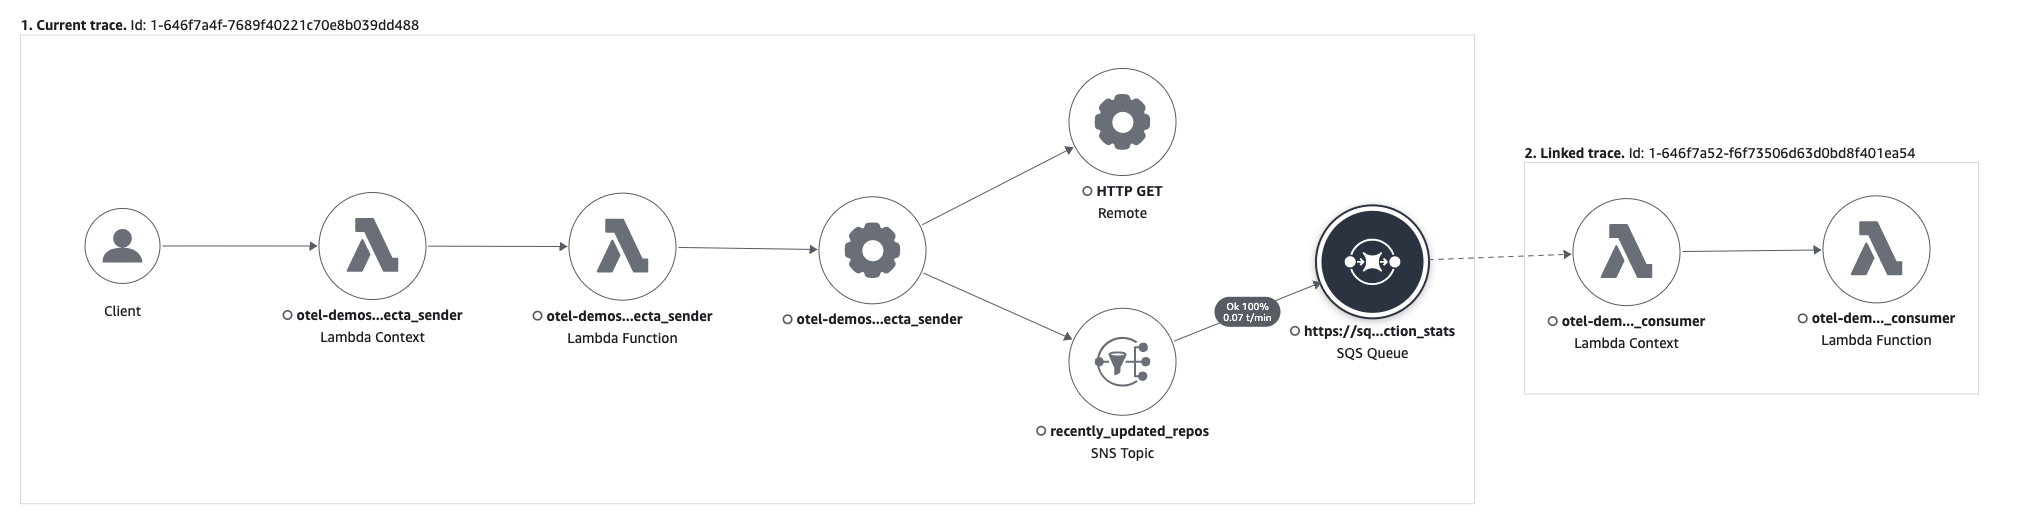 1. Current trace. Id: 1-646f7a4f-7689f40221c70e8b039dd488
Client
otel-demos...ecta_sender
Lambda Context
otel-demos...ecta_sender
Lambda Function
otel-demos...ecta_sender
HTTP GET
Remote
recently_updated_repos
SNS Topic
Ok 100%
0.07 t/min
https://sq...ction_stats
SQS Queue
2. Linked trace. Id: 1-646f7a52-f6f73506d63d0bd8f401ea54
otel-dem..._consumer
Lambda Context
otel-dem..._consumer
Lambda Function